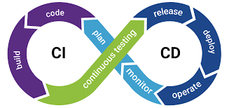 code
build
CI
plan
continuous testing
release
deploy
CD
operate
monitor